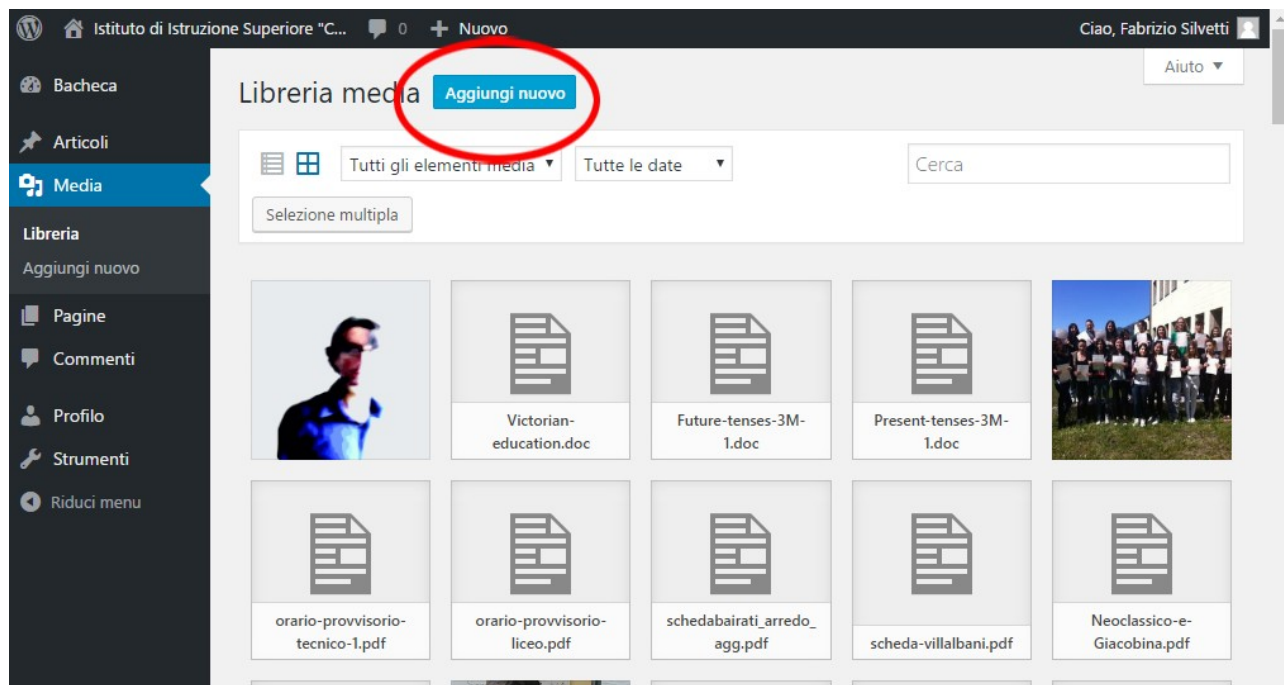 Istituto di Istruzione Superiore "C... 0 + Nuovo Ciao, Fabrizio Silvetti
Aiuto ▼
Bacheca
Articoli
Media
Libreria
Aggiungi nuovo
Pagine
Commenti
Profilo
Strumenti
Riduci menu
Libreria media Aggiungi nuovo
Tutti gli elementi media ▼ Tutte le date ▼ Cerca
Selezione multipla
Victorian-
education.doc
Future-tenses-3M-
1.doc
Present-tenses-3M-
1.doc
orario-provvisorio-
tecnico-1.pdf
orario-provvisorio-
liceo.pdf
schedabairati_arredo_
agg.pdf
scheda-villalbani.pdf
Neoclassico-e-
Giacobina.pdf